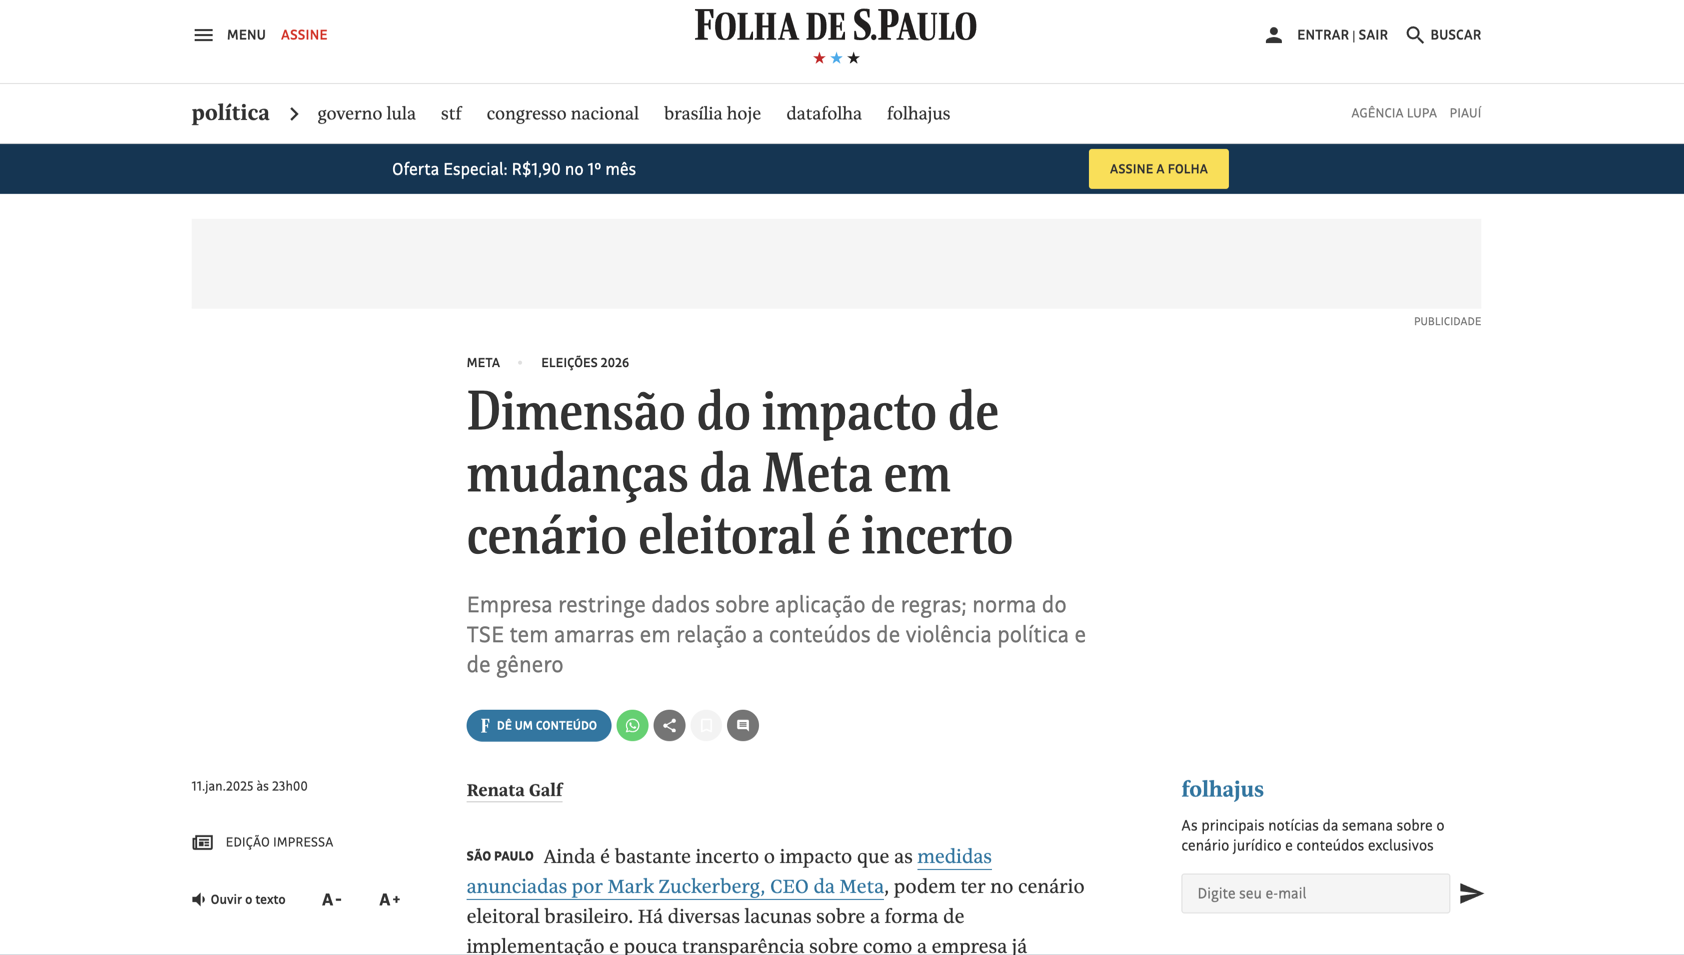 MENU ASSINE
FOLHA DE S.PAULO
ENTRAR | SAIR BUSCAR
política governo lula stf congresso nacional brasília hoje datafolha folhajus
AGÊNCIA LUPA PIAUÍ
Oferta Especial: R$1,90 no 1º mês
ASSINE A FOLHA
PUBLICIDADE
META • ELEIÇÕES 2026
Dimensão do impacto de
mudanças da Meta em
cenário eleitoral é incerto
Empresa restringe dados sobre aplicação de regras; norma do
TSE tem amarras em relação a conteúdos de violência política e
de gênero
F DÊ UM CONTEÚDO
11.jan.2025 às 23h00
EDIÇÃO IMPRESSA
Ouvir o texto A- A+
Renata Galf
SÃO PAULO Ainda é bastante incerto o impacto que as medidas
anunciadas por Mark Zuckerberg, CEO da Meta, podem ter no cenário
eleitoral brasileiro. Há diversas lacunas sobre a forma de
implementação e pouca transparência sobre como a empresa já
folhajus
As principais notícias da semana sobre o
cenário jurídico e conteúdos exclusivos
Digite seu e-mail